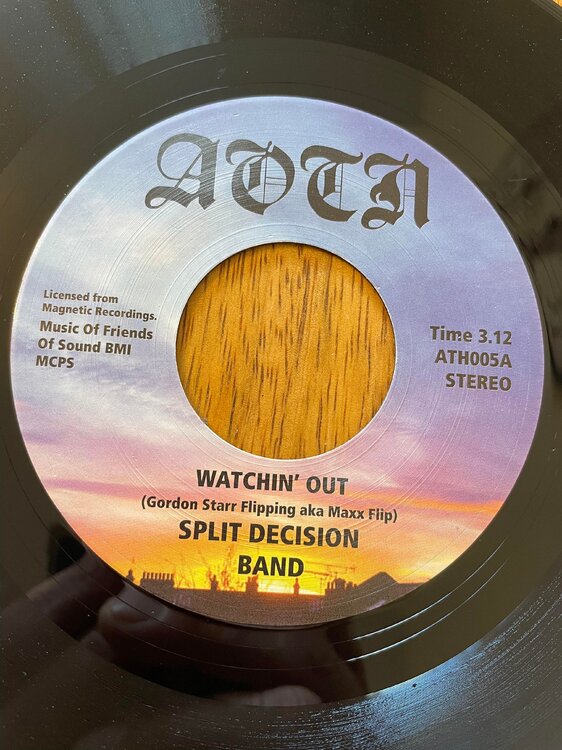 AOTN
Licensed from
Magnetic Recordings.
Music Of Friends
Of Sound BMI
MCPS
Time 3.12
ATH005A
STEREO
WATCHIN' OUT
(Gordon Starr Flipping aka Maxx Flip)
SPLIT DECISION
BAND